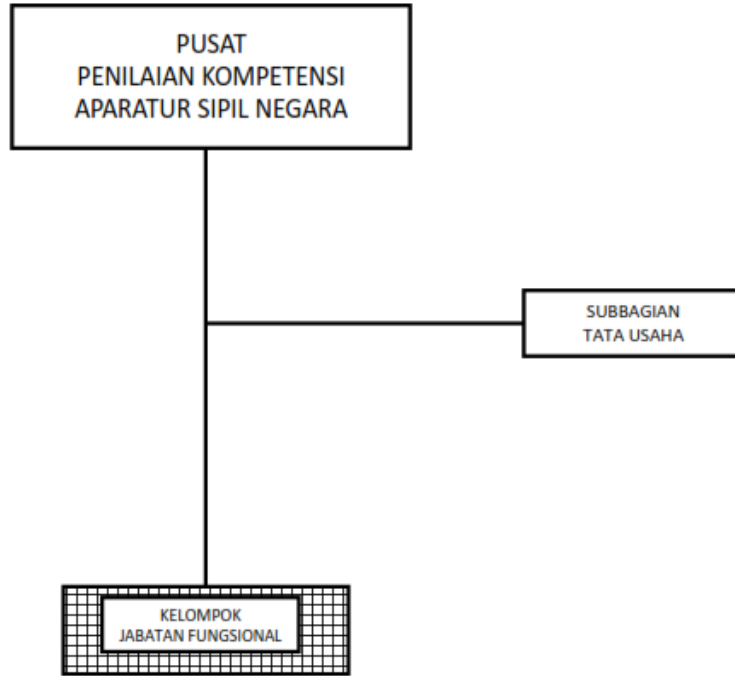 PUSAT
PENILAIAN KOMPETENSI
APARATUR SIPIL NEGARA
SUBBAGIAN
TATA USAHA
KELOMPOK
JABATAN FUNGSIONAL